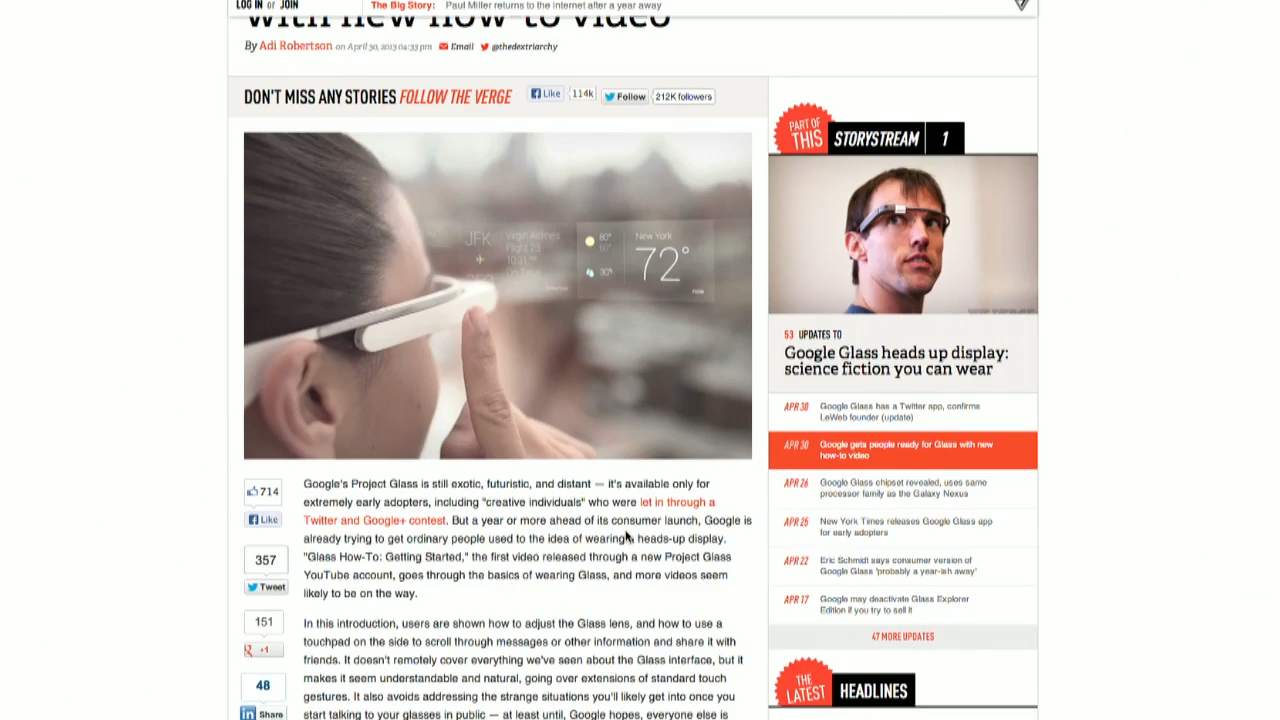 LOG IN or JOIN
The Big Story: Paul Miller returns to the internet after a year away
with new how-to video
By Adi Robertson on April 30, 2013 04:33 pm Email @thedextriarchy
DON'T MISS ANY STORIES FOLLOW THE VERGE
Like 114k Follow 212K followers
JFK
Virgin Airlines
Flight 23
10:31 AM
On Time
80°
60°
30%
New York
72°
now
714
Like
357
Tweet
151
+1
48
Share
Google's Project Glass is still exotic, futuristic, and distant — it's available only for
extremely early adopters, including "creative individuals" who were let in through a
Twitter and Google+ contest. But a year or more ahead of its consumer launch, Google is
already trying to get ordinary people used to the idea of wearing a heads-up display.
"Glass How-To: Getting Started," the first video released through a new Project Glass
YouTube account, goes through the basics of wearing Glass, and more videos seem
likely to be on the way.
In this introduction, users are shown how to adjust the Glass lens, and how to use a
touchpad on the side to scroll through messages or other information and share it with
friends. It doesn't remotely cover everything we've seen about the Glass interface, but it
makes it seem understandable and natural, going over extensions of standard touch
gestures. It also avoids addressing the strange situations you'll likely get into once you
start talking to your glasses in public — at least until, Google hopes, everyone else is
PART OF
THIS
STORYSTREAM 1
53 UPDATES TO
Google Glass heads up display:
science fiction you can wear
APR 30 Google Glass has a Twitter app, confirms
LeWeb founder (update)
APR 30 Google gets people ready for Glass with new
how-to video
APR 26 Google Glass chipset revealed, uses same
processor family as the Galaxy Nexus
APR 25 New York Times releases Google Glass app
for early adopters
APR 22 Eric Schmidt says consumer version of
Google Glass 'probably a year-ish away'
APR 17 Google may deactivate Glass Explorer
Edition if you try to sell it
47 MORE UPDATES
THE
LATEST
HEADLINES